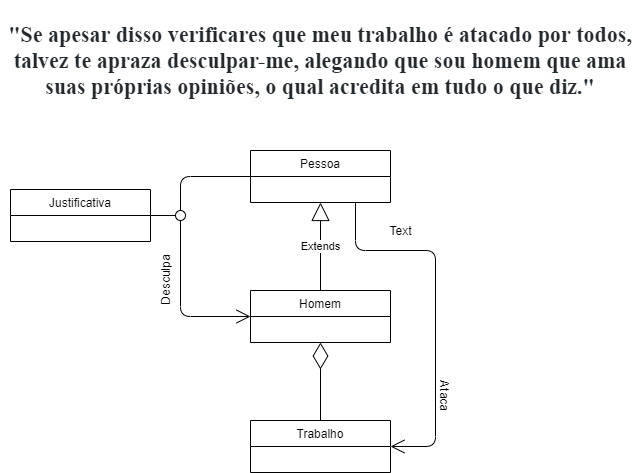 "Se apesar disso verificares que meu trabalho é atacado por todos,
talvez te apraza desculpar-me, alegando que sou homem que ama
suas próprias opiniões, o qual acredita em tudo o que diz."
Pessoa
Justificativa
Text
Extends
Desculpa
Homem
Ataca
Trabalho